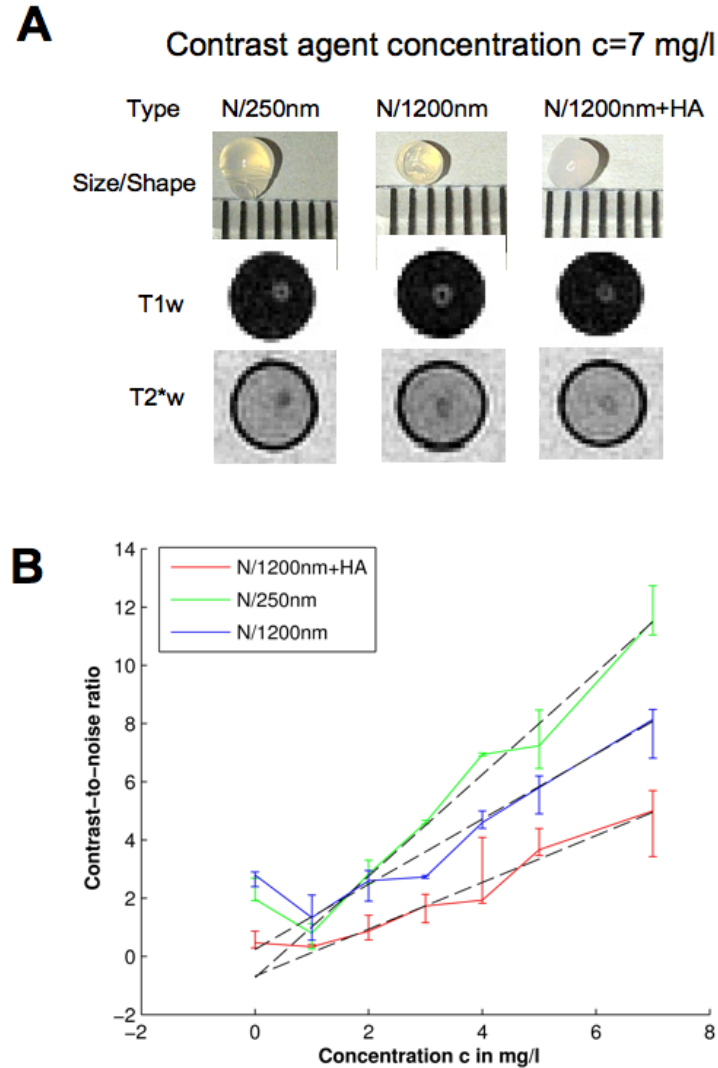 A
Contrast agent concentration c=7 mg/l
Type N/250nm N/1200nm N/1200nm+HA
Size/Shape
T1w
T2*w
B
14
12
10
8
6
4
2
0
−2
N/1200nm+HA
N/250nm
N/1200nm
Contrast−to−noise ratio
−2 0 2 4 6 8
Concentration c in mg/l